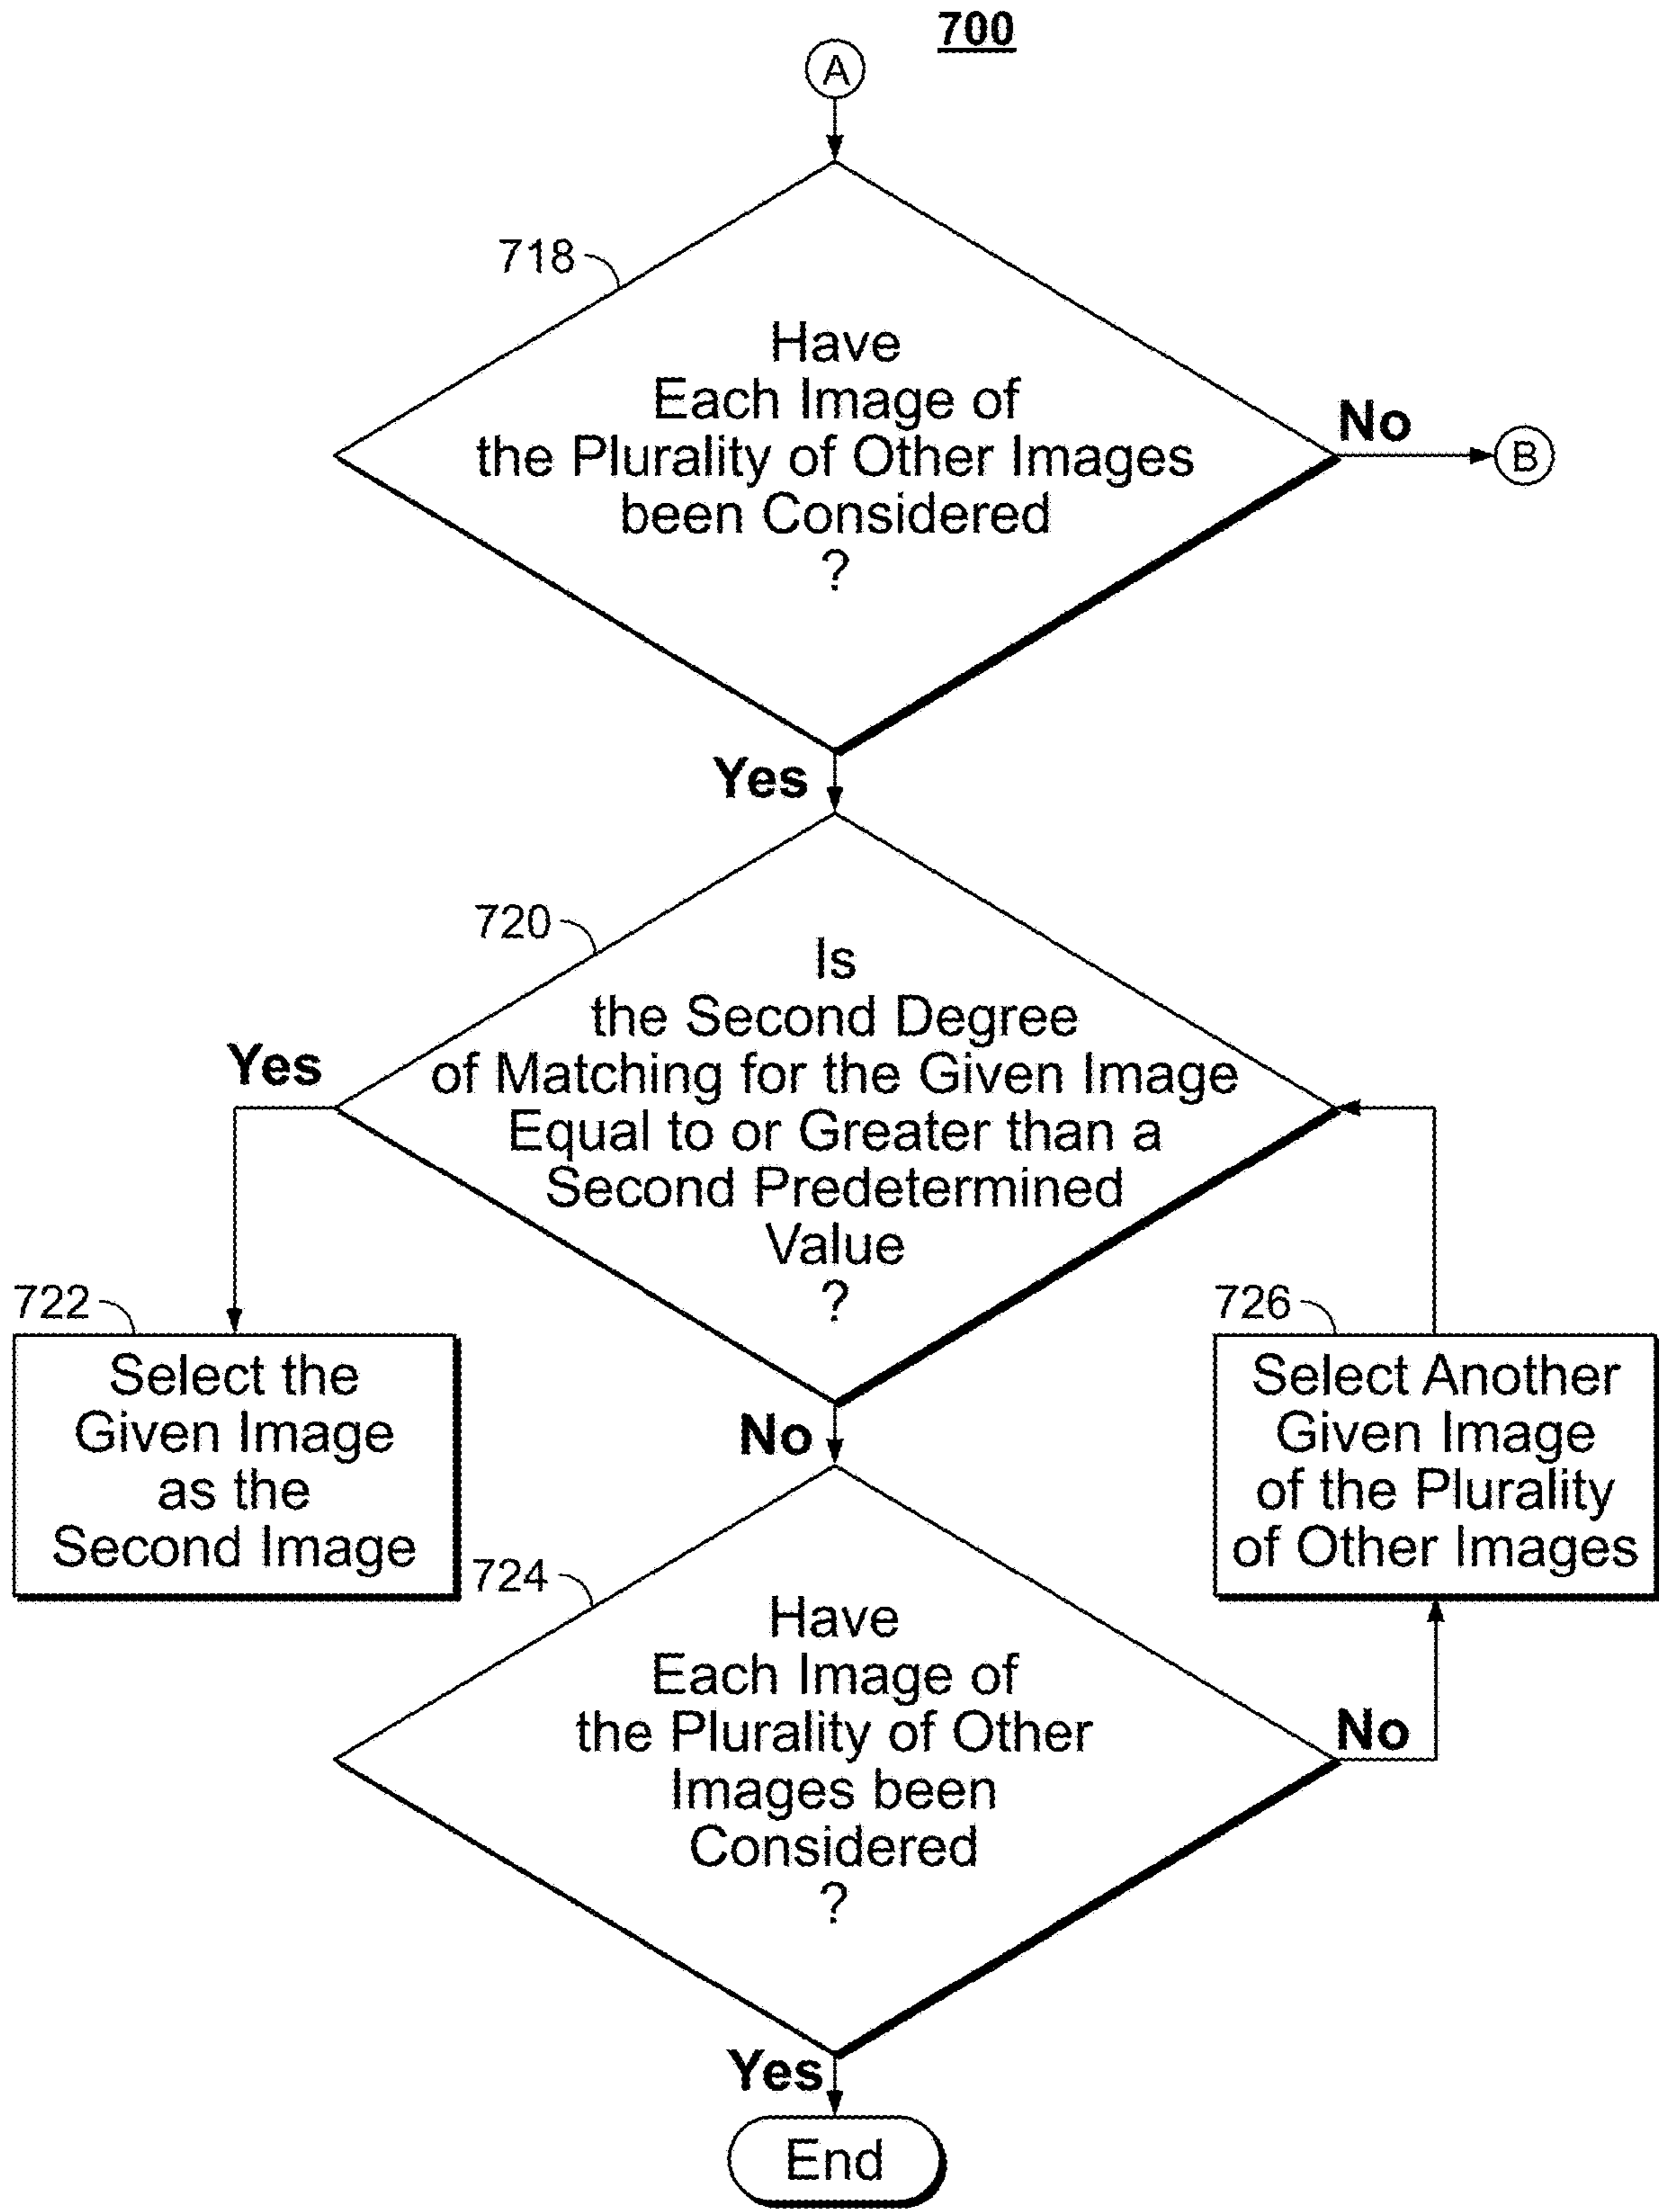 700
A
718
Have
Each Image of
the Plurality of Other Images
been Considered
?
No
B
Yes
720
Is
the Second Degree
of Matching for the Given Image
Equal to or Greater than a
Second Predetermined
Value
?
Yes
722
Select the
Given Image
as the
Second Image
No
726
Select Another
Given Image
of the Plurality
of Other Images
724
Have
Each Image of
the Plurality of Other
Images been
Considered
?
No
Yes
End